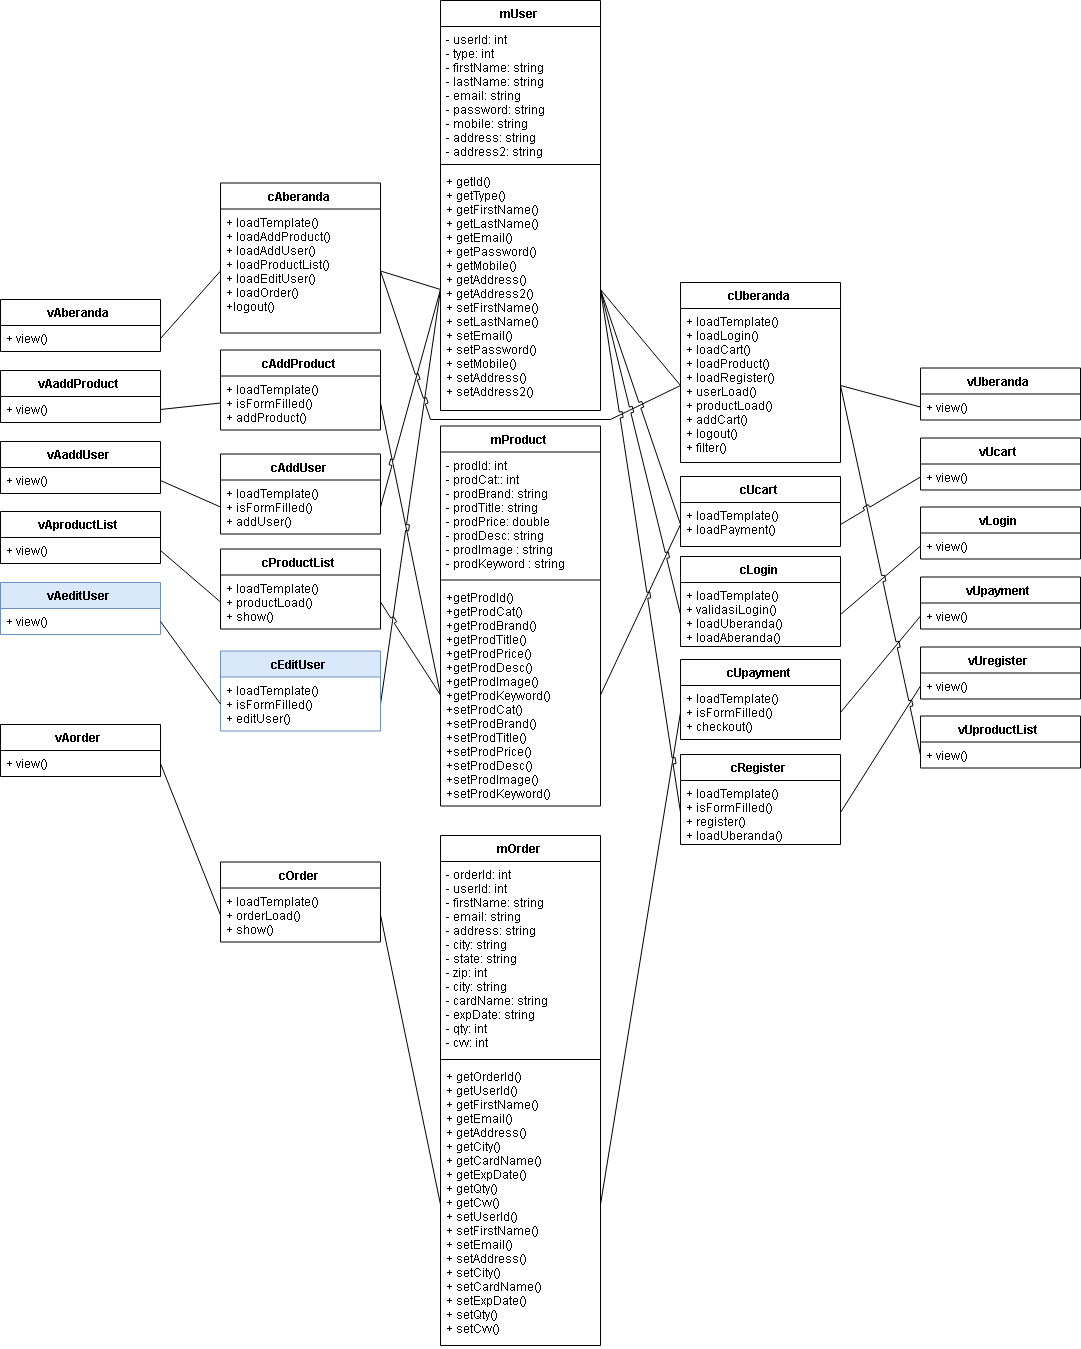 mUser
- userId: int
- type: int
- firstName: string
- lastName: string
- email: string
- password: string
- mobile: string
- address: string
- address2: string
+ getId()
+ getType()
+ getFirstName()
+ getLastName()
+ getEmail()
+ getPassword()
+ getMobile()
+ getAddress()
+ getAddress2()
+ setFirstName()
+ setLastName()
+ setEmail()
+ setPassword()
+ setMobile()
+ setAddress()
+ setAddress2()
cAberanda
+ loadTemplate()
+ loadAddProduct()
+ loadAddUser()
+ loadProductList()
+ loadEditUser()
+ loadOrder()
+logout()
vAberanda
+ view()
vAaddProduct
+ view()
vAaddUser
+ view()
vAproductList
+ view()
vAeditUser
+ view()
vAorder
+ view()
cAddProduct
+ loadTemplate()
+ isFormFilled()
+ addProduct()
cAddUser
+ loadTemplate()
+ isFormFilled()
+ addUser()
cProductList
+ loadTemplate()
+ productLoad()
+ show()
cEditUser
+ loadTemplate()
+ isFormFilled()
+ editUser()
cOrder
+ loadTemplate()
+ orderLoad()
+ show()
mProduct
- prodId: int
- prodCat:: int
- prodBrand: string
- prodTitle: string
- prodPrice: double
- prodDesc: string
- prodImage : string
- prodKeyword : string
+getProdId()
+getProdCat()
+getProdBrand()
+getProdTitle()
+getProdPrice()
+getProdDesc()
+getProdImage()
+getProdKeyword()
+setProdCat()
+setProdBrand()
+setProdTitle()
+setProdPrice()
+setProdDesc()
+setProdImage()
+setProdKeyword()
mOrder
- orderId: int
- userId: int
- firstName: string
- email: string
- address: string
- city: string
- state: string
- zip: int
- city: string
- cardName: string
- expDate: string
- qty: int
- cvv: int
+ getOrderId()
+ getUserId()
+ getFirstName()
+ getEmail()
+ getAddress()
+ getCity()
+ getCardName()
+ getExpDate()
+ getQty()
+ getCvv()
+ setUserId()
+ setFirstName()
+ setEmail()
+ setAddress()
+ setCity()
+ setCardName()
+ setExpDate()
+ setQty()
+ setCvv()
cUberanda
+ loadTemplate()
+ loadLogin()
+ loadCart()
+ loadProduct()
+ loadRegister()
+ userLoad()
+ productLoad()
+ addCart()
+ logout()
+ filter()
cUcart
+ loadTemplate()
+ loadPayment()
cLogin
+ loadTemplate()
+ validasiLogin()
+ loadUberanda()
+ loadAberanda()
cUpayment
+ loadTemplate()
+ isFormFilled()
+ checkout()
cRegister
+ loadTemplate()
+ isFormFilled()
+ register()
+ loadUberanda()
vUberanda
+ view()
vUcart
+ view()
vLogin
+ view()
vUpayment
+ view()
vUregister
+ view()
vUproductList
+ view()